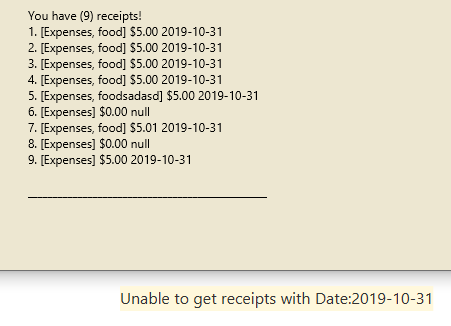 You have (9) receipts!
1. [Expenses, food] $5.00 2019-10-31
2. [Expenses, food] $5.00 2019-10-31
3. [Expenses, food] $5.00 2019-10-31
4. [Expenses, food] $5.00 2019-10-31
5. [Expenses, foodsadasd] $5.00 2019-10-31
6. [Expenses] $0.00 null
7. [Expenses, food] $5.01 2019-10-31
8. [Expenses] $0.00 null
9. [Expenses] $5.00 2019-10-31
Unable to get receipts with Date:2019-10-31